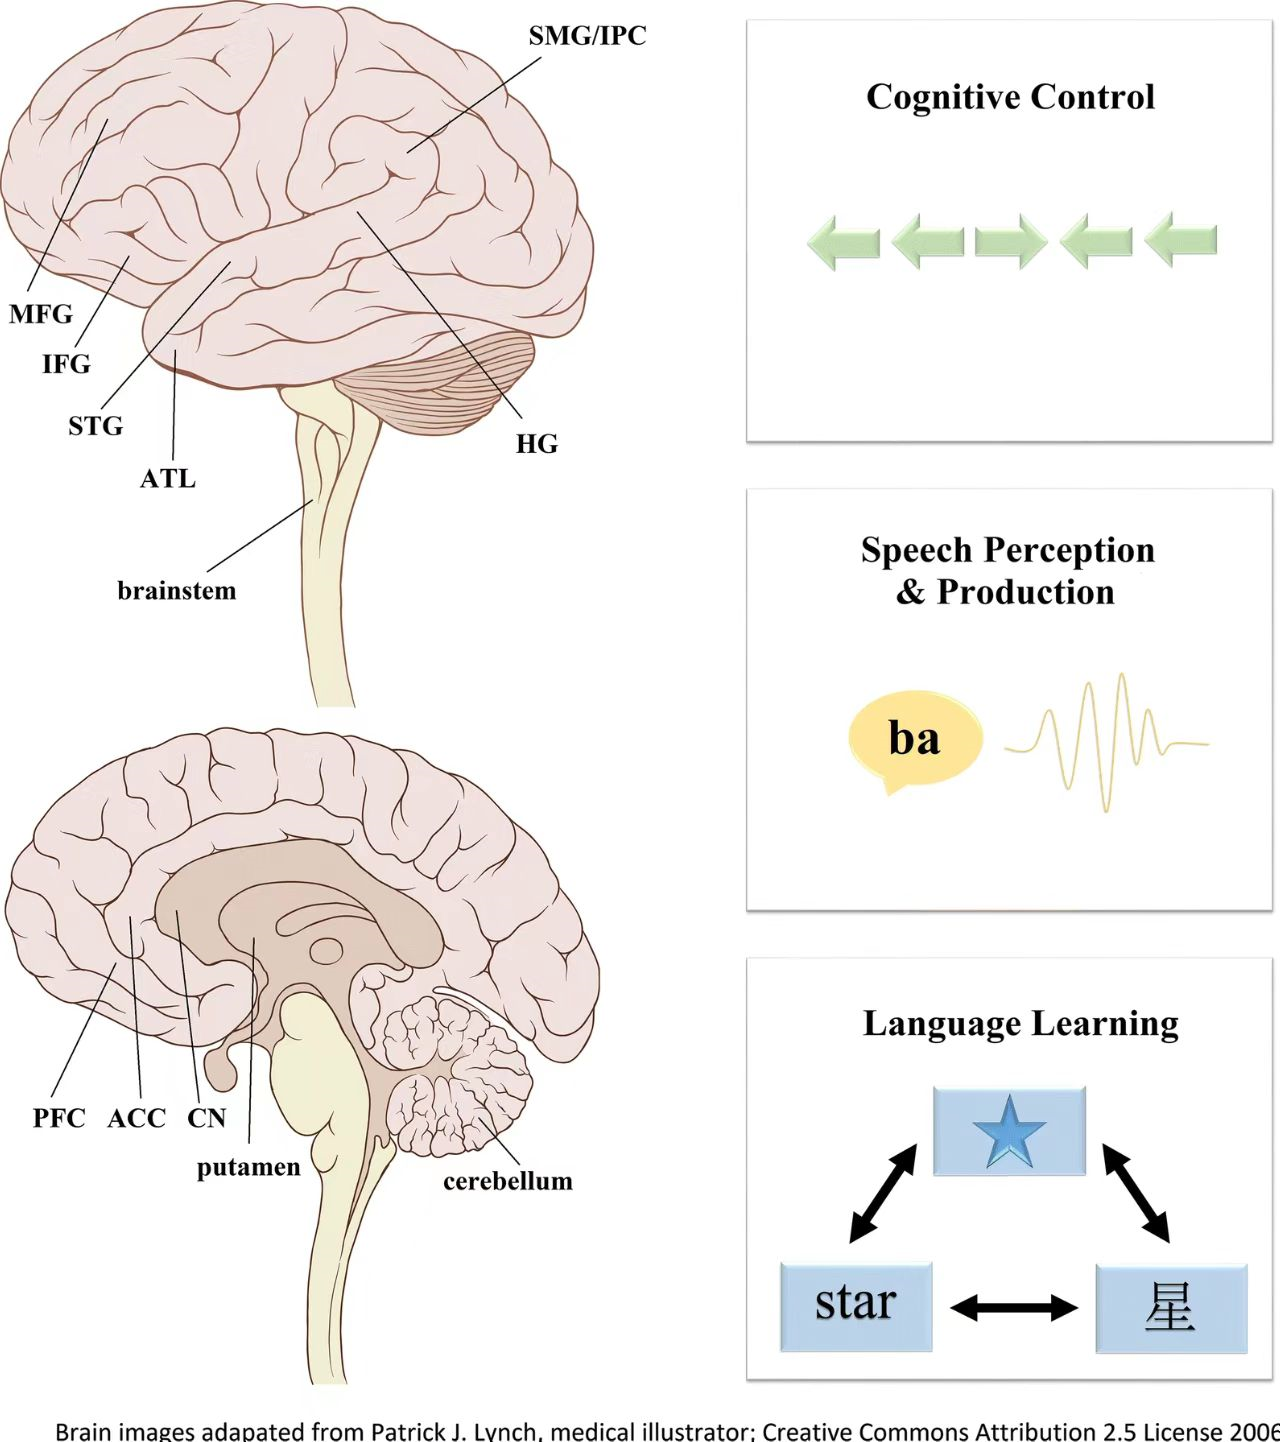 SMG/IPC
MFG
IFG
STG
ATL
HG
brainstem
PFC ACC CN
putamen
cerebellum
Cognitive Control
Speech Perception
& Production
ba
Language Learning
star
星
Brain images adapated from Patrick J. Lynch, medical illustrator; Creative Commons Attribution 2.5 License 2006